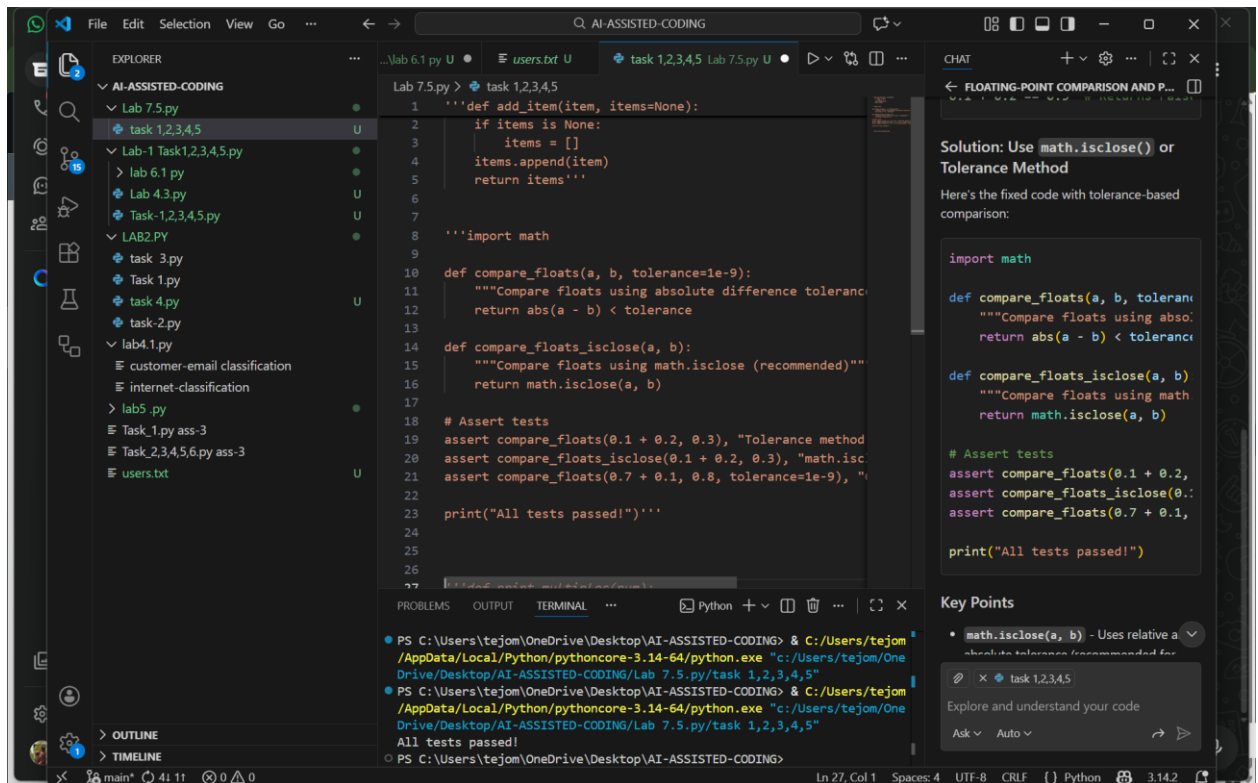 File Edit Selection View Go ··· AI-ASSISTED-CODING
EXPLORER
AI-ASSISTED-CODING
Lab 7.5.py
task 1,2,3,4,5 U
Lab-1 Task1,2,3,4,5.py
lab 6.1 py
Lab 4.3.py U
Task-1,2,3,4,5.py U
LAB2.PY
task 3.py
Task 1.py
task 4.py U
task-2.py
lab4.1.py
customer-email classification
internet-classification
lab5 .py
Task_1.py ass-3
Task_2,3,4,5,6.py ass-3
users.txt U
OUTLINE
TIMELINE
2
15
1
...\lab 6.1 py U users.txt U task 1,2,3,4,5 Lab 7.5.py U
Lab 7.5.py > task 1,2,3,4,5
1 '''def add_item(item, items=None):
2 if items is None:
3 items = []
4 items.append(item)
5 return items'''
6
7
8 '''import math
9
10 def compare_floats(a, b, tolerance=1e-9):
11 """Compare floats using absolute difference tolerance
12 return abs(a - b) < tolerance
13
14 def compare_floats_isclose(a, b):
15 """Compare floats using math.isclose (recommended)"""
16 return math.isclose(a, b)
17
18 # Assert tests
19 assert compare_floats(0.1 + 0.2, 0.3), "Tolerance method
20 assert compare_floats_isclose(0.1 + 0.2, 0.3), "math.isc
21 assert compare_floats(0.7 + 0.1, 0.8, tolerance=1e-9), "
22
23 print("All tests passed!")'''
24
25
26
27 '''def print_multiples(num):
PROBLEMS OUTPUT TERMINAL ··· Python
PS C:\Users\tejom\OneDrive\Desktop\AI-ASSISTED-CODING> & C:/Users/tejom
/AppData/Local/Python/pythoncore-3.14-64/python.exe "c:/Users/tejom/One
Drive/Desktop/AI-ASSISTED-CODING/Lab 7.5.py/task 1,2,3,4,5"
PS C:\Users\tejom\OneDrive\Desktop\AI-ASSISTED-CODING> & C:/Users/tejom
/AppData/Local/Python/pythoncore-3.14-64/python.exe "c:/Users/tejom/One
Drive/Desktop/AI-ASSISTED-CODING/Lab 7.5.py/task 1,2,3,4,5"
All tests passed!
PS C:\Users\tejom\OneDrive\Desktop\AI-ASSISTED-CODING>
CHAT
FLOATING-POINT COMPARISON AND P...
Solution: Use math.isclose() or
Tolerance Method
Here's the fixed code with tolerance-based
comparison:
import math
def compare_floats(a, b, toleranc
"""Compare floats using absol
return abs(a - b) < tolerance
def compare_floats_isclose(a, b)
"""Compare floats using math.
return math.isclose(a, b)
# Assert tests
assert compare_floats(0.1 + 0.2,
assert compare_floats_isclose(0.1
assert compare_floats(0.7 + 0.1,
print("All tests passed!")
Key Points
• math.isclose(a, b) - Uses relative a
absolute tolerance (recommended for
task 1,2,3,4,5
Explore and understand your code
Ask Auto
main* 4↓ 1↑ 0 0 Ln 27, Col 1 Spaces: 4 UTF-8 CRLF { } Python 3.14.2